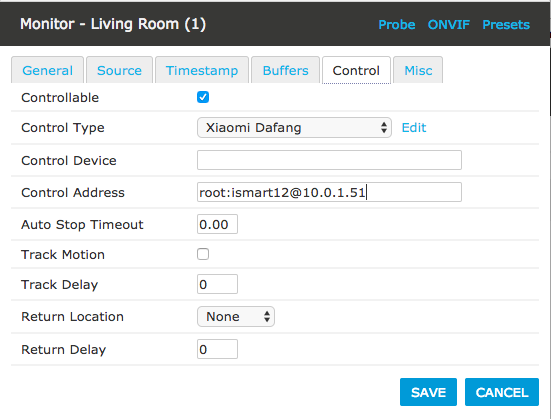 Monitor - Living Room (1) Probe ONVIF Presets
General Source Timestamp Buffers Control Misc
Controllable
Control Type Xiaomi Dafang Edit
Control Device
Control Address root:ismart12@10.0.1.51
Auto Stop Timeout 0.00
Track Motion
Track Delay 0
Return Location None
Return Delay 0
SAVE CANCEL